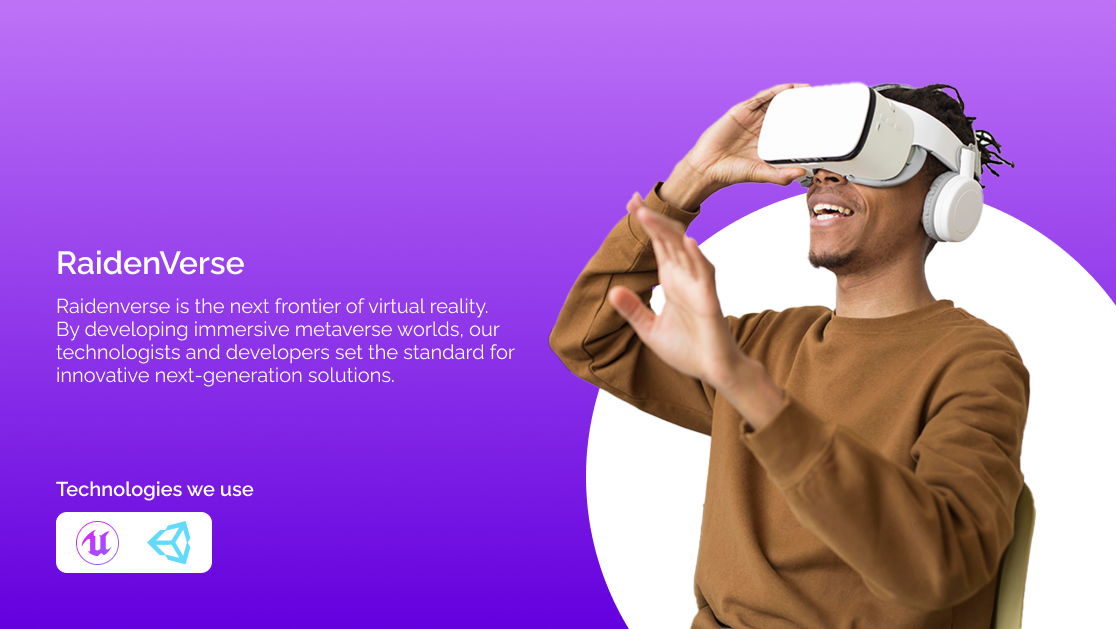 RaidenVerse
Raidenverse is the next frontier of virtual reality.
By developing immersive metaverse worlds, our
technologists and developers set the standard for
innovative next-generation solutions.
Technologies we use